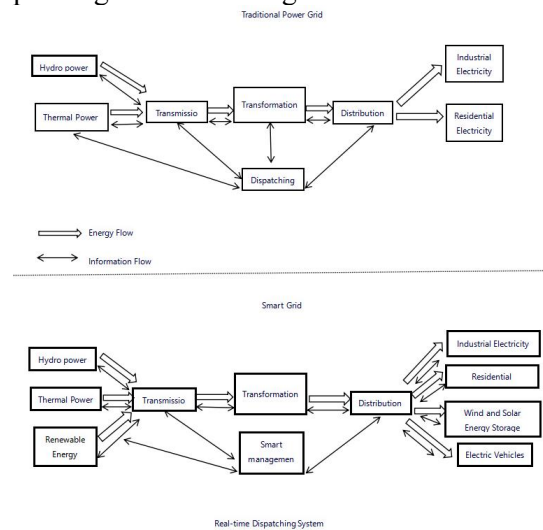 Traditional Power Grid
Hydro power
Industrial
Electricity
Thermal Power
Transmissio
Transformation
Distribution
Residential
Electricity
Dispatching
Energy Flow
Information Flow
Smart Grid
Hydro power
Thermal Power
Renewable
Energy
Transmissio
Transformation
Smart
managemen
Distribution
Industrial Electricity
Residential
Wind and Solar
Energy Storage
Electric Vehicles
Real-time Dispatching System